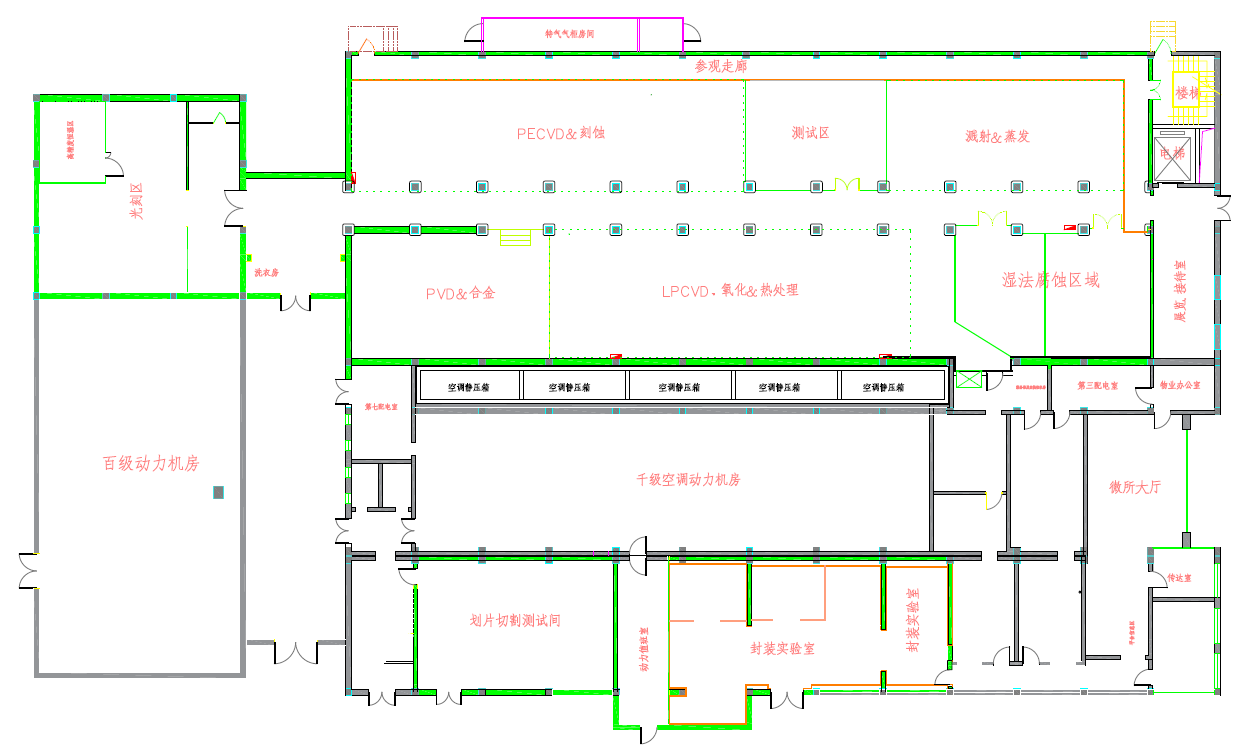 特气气柜房间
参观走廊
楼梯
PECVD&刻蚀
测试区
溅射&蒸发
电梯
光刻区
洗衣房
PVD&合金
LPCVD、氧化&热处理
湿法腐蚀区域
展览、接待室
空调静压箱
空调静压箱
空调静压箱
空调静压箱
空调静压箱
第七配电室
第三配电室
物业办公室
百级动力机房
千级空调动力机房
微所大厅
传达室
划片切割测试间
动力值班室
封装实验室
封装实验室